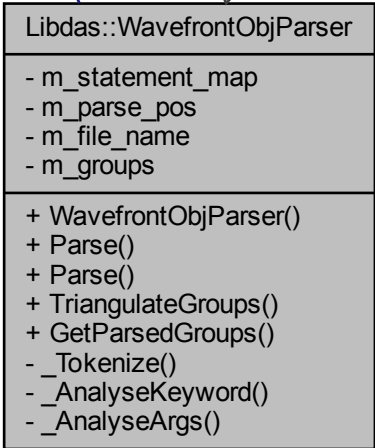 Libdas::WavefrontObjParser
- m_statement_map
- m_parse_pos
- m_file_name
- m_groups
+ WavefrontObjParser()
+ Parse()
+ Parse()
+ TriangulateGroups()
+ GetParsedGroups()
- _Tokenize()
- _AnalyseKeyword()
- _AnalyseArgs()